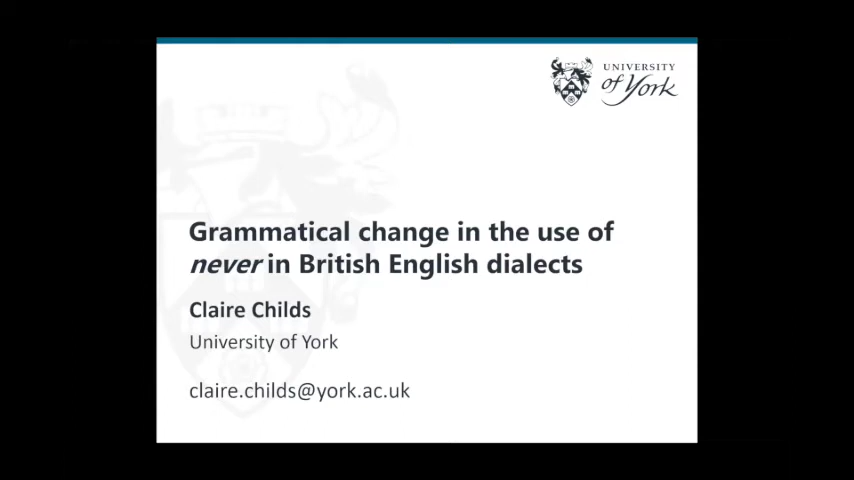 UNIVERSITY
of York
Grammatical change in the use of
never in British English dialects
Claire Childs
University of York
claire.childs@york.ac.uk